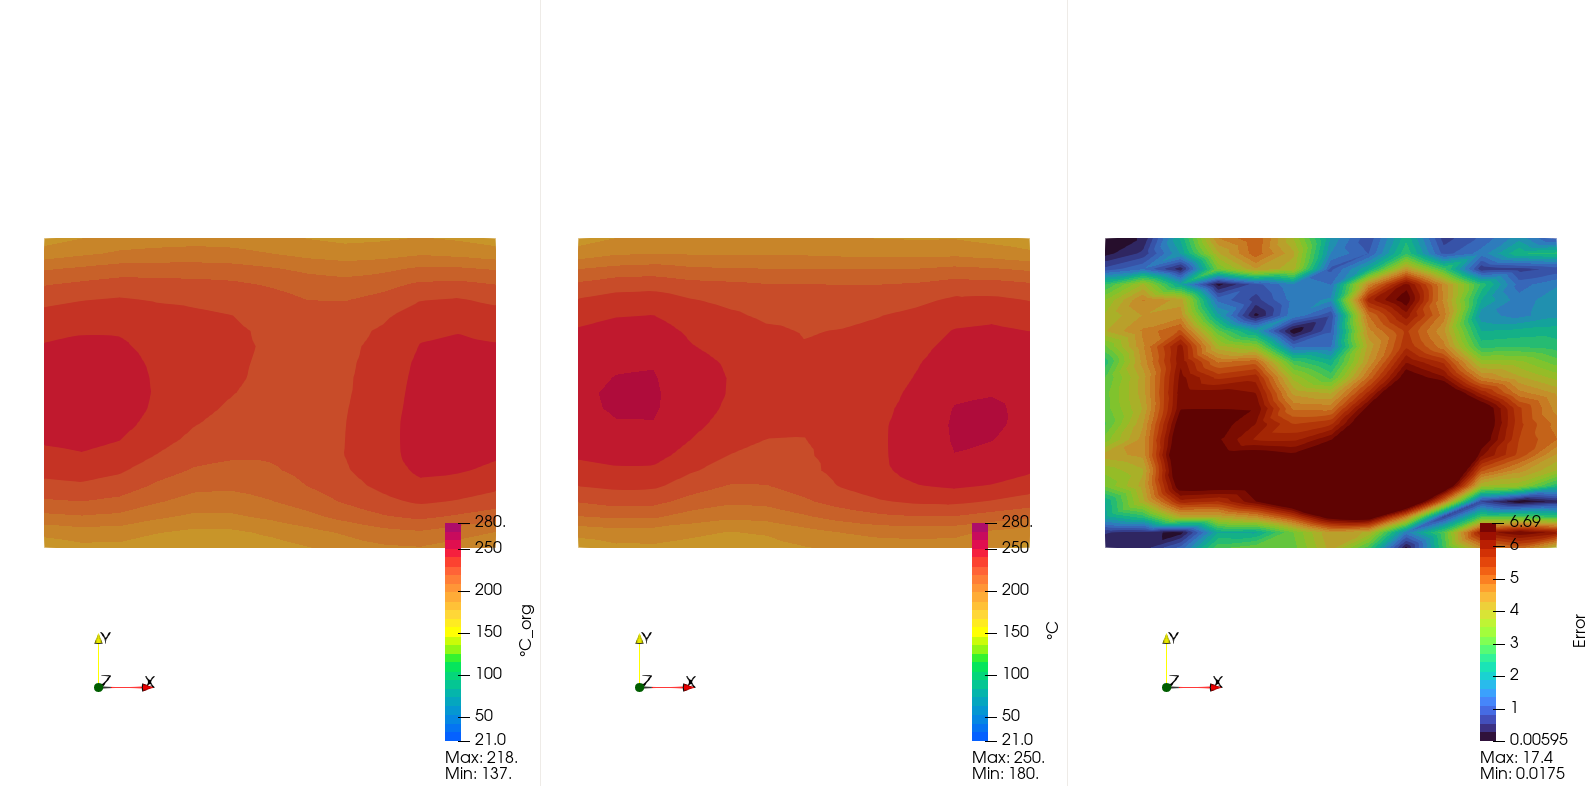 280.
250
200
150
100
50
21.0
°C_org
Max: 218.
Min: 137.
Y
Z
X
280.
250
200
150
100
50
21.0
°C
Max: 250.
Min: 180.
Y
Z
X
6.69
6
5
4
3
2
1
0.00595
Error
Max: 17.4
Min: 0.0175
Y
Z
X